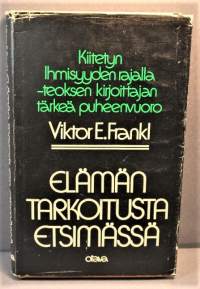 Kiitetyn
Ihmisyyden rajalla
-teoksen kirjoittajan
tärkeä puheenvuoro
Viktor E. Frankl
ELÄMÄN
TARKOITUSTA
ETSIMÄSSÄ
otava